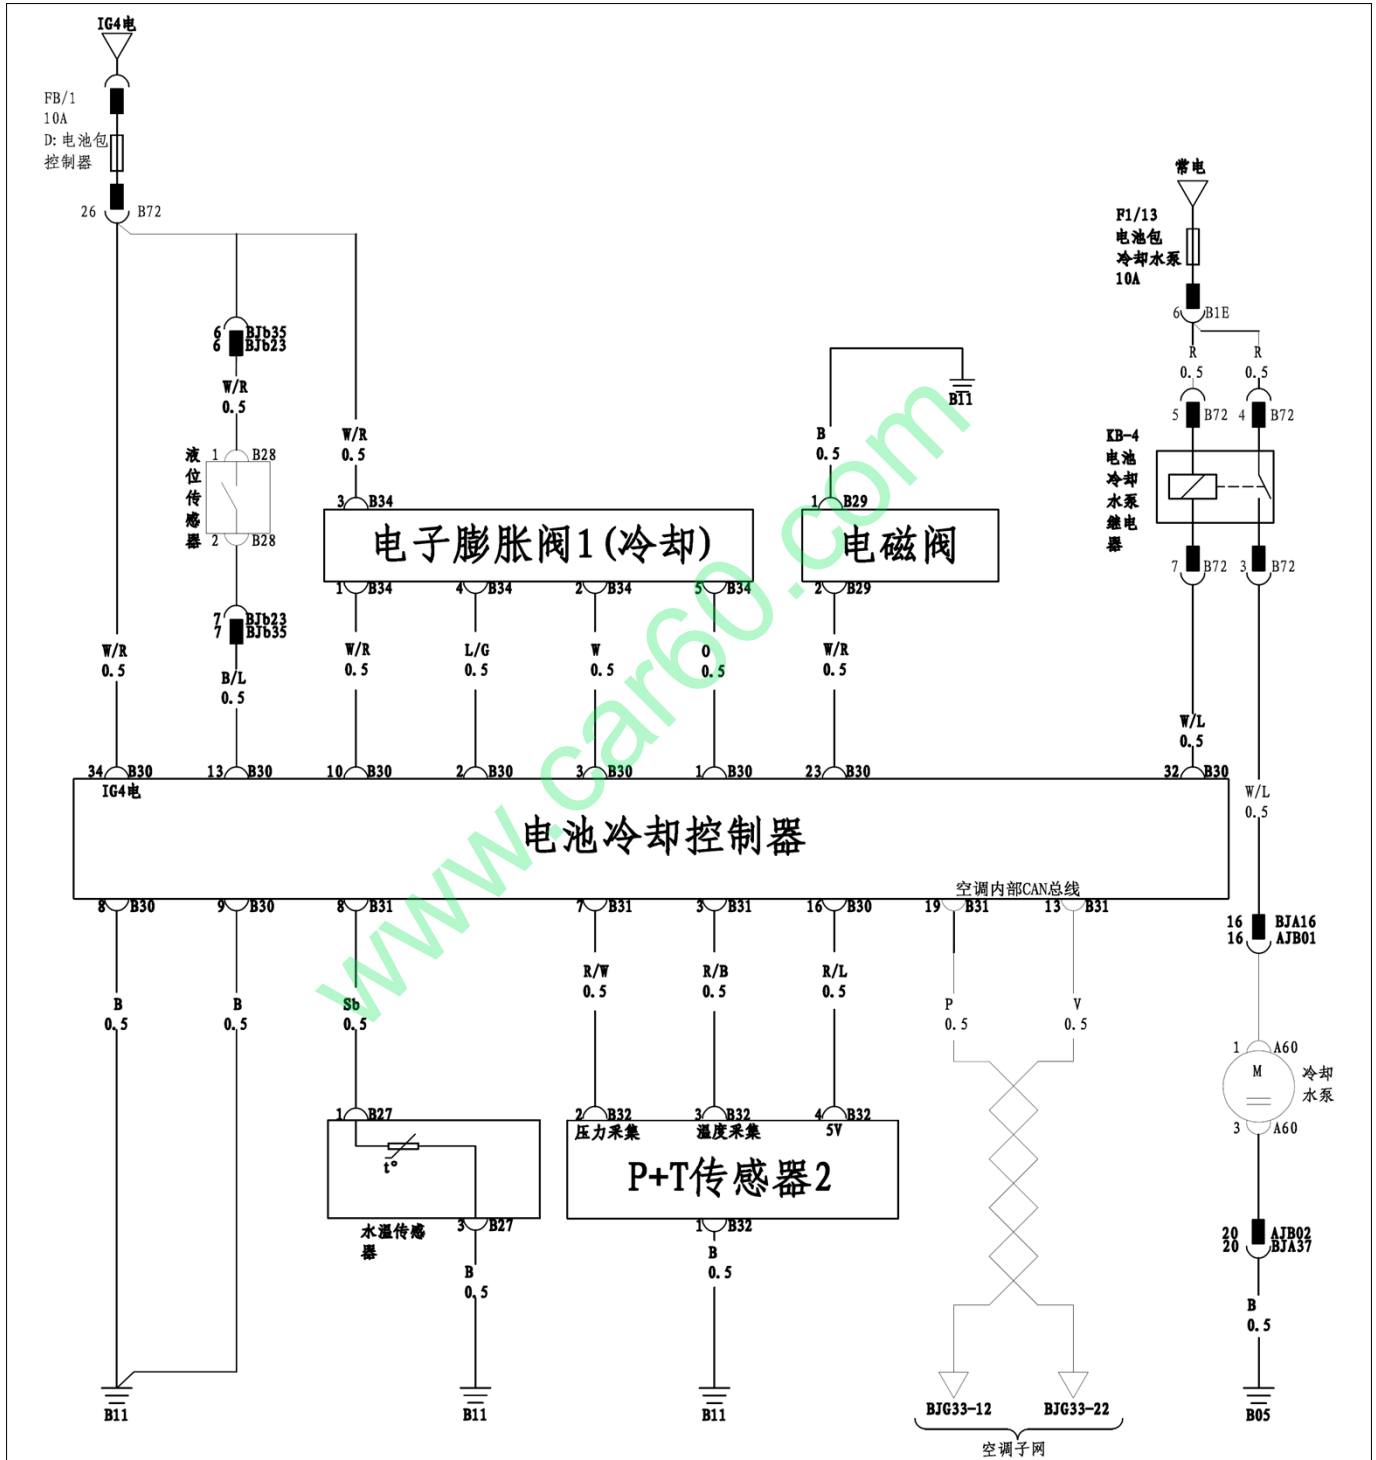 IG4电
FB/1
10A
D:电池包
控制器
26 B72
常电
F1/13
电池包
冷却水泵
10A
6 B1E
R R
0.5 0.5
5 B72 4 B72
KB-4
电池
冷却
水泵
继电
器
7 B72 3 B72
6 BJb35
6 BJb23
W/R
0.5
液位传感器
1 B28
2 B28
7 BJb23
7 BJb35
B/L
0.5
W/R
0.5
3 B34
电子膨胀阀1(冷却)
1 B34 4 B34 2 B34 5 B34
B11
B
0.5
1 B29
电磁阀
2 B29
W/R L/G W O W/R
0.5 0.5 0.5 0.5 0.5
W/R
0.5
W/L
0.5
34 B30 13 B30 10 B30 2 B30 3 B30 1 B30 23 B30 32 B30
IG4电
W/L
0.5
电池冷却控制器
空调内部CAN总线
8 B30 9 B30 8 B31 7 B31 3 B31 16 B30 19 B31 13 B31
16 BJA16
16 AJB01
R/W R/B R/L
0.5 0.5 0.5
B B Sb P V
0.5 0.5 0.5 0.5 0.5
1 A60
M
冷却
水泵
3 A60
1 B27 2 B32 3 B32 4 B32
压力采集 温度采集 5V
t°
P+T传感器2
3 B27 1 B32
水温传感
器
20 AJB02
20 BJA37
B
0.5
B
0.5
B
0.5
B11 B11 B11 B05
BJG33-12 BJG33-22
空调子网
www.car60.com